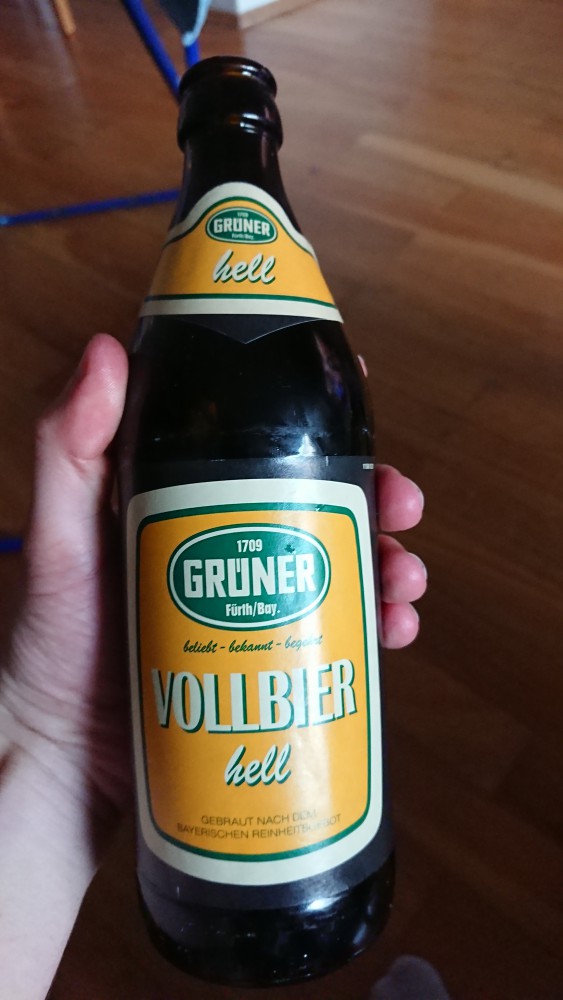 1709
GRÜNER
Fürth/Bay.
hell
1709
GRÜNER
Fürth/Bay.
beliebt - bekannt - begehrt
VOLLBIER
hell
GEBRAUT NACH DEM
BAYERISCHEN REINHEITSGEBOT